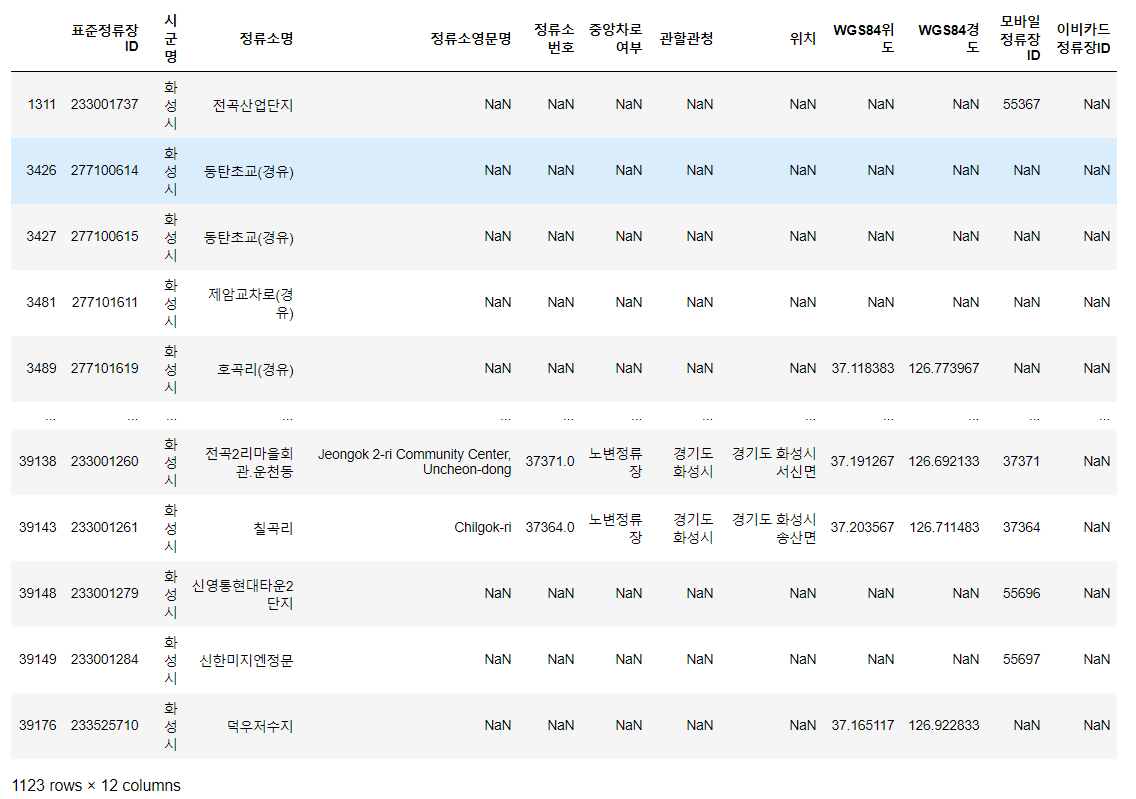 표준정류장ID 시군명 정류소명 정류소영문명 정류소번호 중앙차로여부 관할관청 위치 WGS84위도 WGS84경도 모바일정류장ID 이비카드정류장ID
1311 233001737 화성시 전곡산업단지 NaN NaN NaN NaN NaN NaN NaN 55367 NaN
3426 277100614 화성시 동탄초교(경유) NaN NaN NaN NaN NaN NaN NaN NaN NaN
3427 277100615 화성시 동탄초교(경유) NaN NaN NaN NaN NaN NaN NaN NaN NaN
3481 277101611 화성시 제암교차로(경유) NaN NaN NaN NaN NaN NaN NaN NaN NaN
3489 277101619 화성시 호곡리(경유) NaN NaN NaN NaN NaN 37.118383 126.773967 NaN NaN
... ... ... ... ... ... ... ... ... ... ... ... ...
39138 233001260 화성시 전곡2리마을회관.운천동 Jeongok 2-ri Community Center, Uncheon-dong 37371.0 노변정류장 경기도 화성시 경기도 화성시 서신면 37.191267 126.692133 37371 NaN
39143 233001261 화성시 칠곡리 Chilgok-ri 37364.0 노변정류장 경기도 화성시 경기도 화성시 송산면 37.203567 126.711483 37364 NaN
39148 233001279 화성시 신영통현대타운2단지 NaN NaN NaN NaN NaN NaN NaN 55696 NaN
39149 233001284 화성시 신한미지엔정문 NaN NaN NaN NaN NaN NaN NaN 55697 NaN
39176 233525710 화성시 덕우저수지 NaN NaN NaN NaN NaN 37.165117 126.922833 NaN NaN
1123 rows × 12 columns